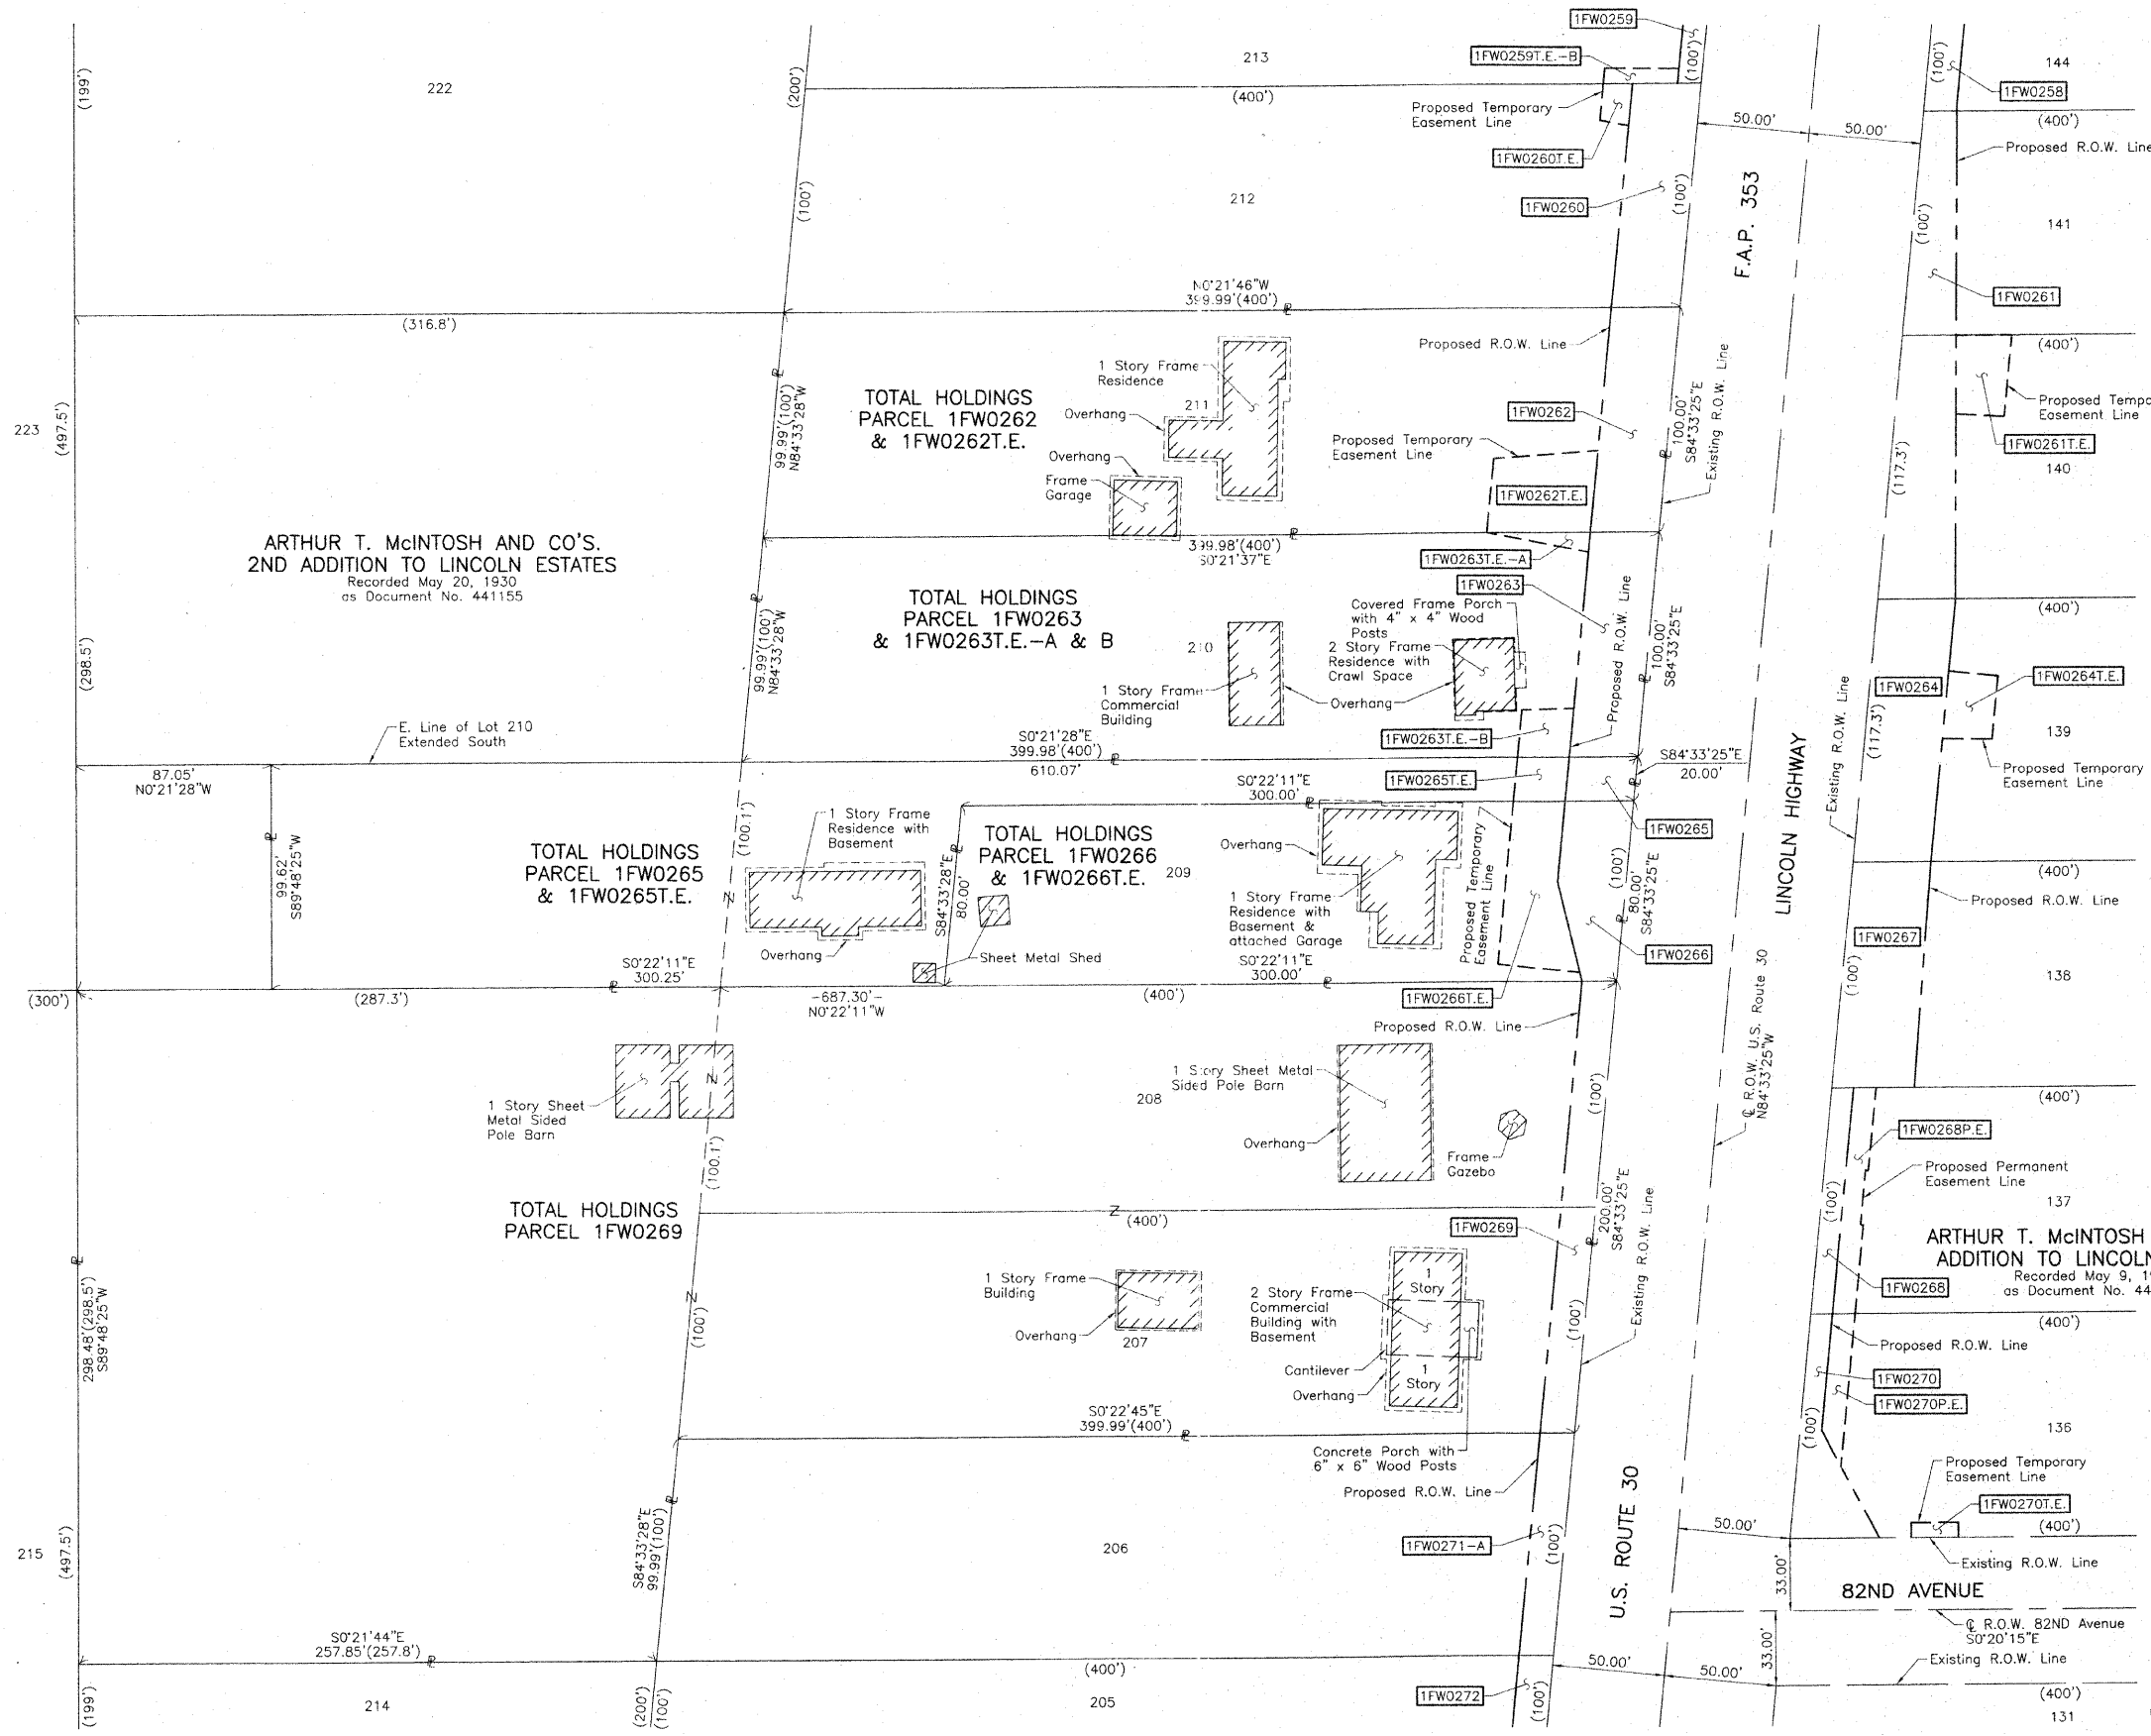 1FW0259
213
1FW0259T.E.-B
144
(199')
222
(200')
(400')
(100')
(100')
1FW0258
Proposed Temporary
Easement Line
50.00'
50.00'
(400')
Proposed R.O.W. Line
1FW0260T.E.
(100')
212
1FW0260
(100')
F.A.P. 353
(100')
141
N0°21'46"W
399.99'(400')
1FW0261
(316.8')
Proposed R.O.W. Line
(400')
1 Story Frame
Residence
TOTAL HOLDINGS
PARCEL 1FW0262
& 1FW0262T.E.
211
Overhang
1FW0262
Existing R.O.W. Line
100.00'
S84°33'25"E
Proposed Tempo
Easement Line
223
(497.5')
99.99'(100')
N84°33'28"W
Proposed Temporary
Easement Line
1FW0261T.E.
Overhang
Frame
Garage
1FW0262T.E.
(117.3')
140
ARTHUR T. McINTOSH AND CO'S.
2ND ADDITION TO LINCOLN ESTATES
Recorded May 20, 1930
as Document No. 441155
399.98'(400')
S0°21'37"E
1FW0263T.E.-A
1FW0263
TOTAL HOLDINGS
PARCEL 1FW0263
& 1FW0263T.E.-A & B
99.99'(100')
N84°33'28"W
Covered Frame Porch
with 4" x 4" Wood
Posts
2 Story Frame
Residence with
Crawl Space
Proposed R.O.W. Line
100.00'
S84°33'25"E
(400')
(298.5')
210
1 Story Frame
Commercial
Building
Overhang
1FW0264
1FW0264T.E.
E. Line of Lot 210
Extended South
S0°21'28"E
399.98'(400')
610.07'
1FW0263T.E.-B
139
(117.3')
Existing R.O.W. Line
87.05'
N0°21'28"W
S0°22'11"E
300.00'
1FW0265T.E.
S84°33'25"E
20.00'
LINCOLN HIGHWAY
Proposed Temporary
Easement Line
99.62'
S89°48'25"W
TOTAL HOLDINGS
PARCEL 1FW0265
& 1FW0265T.E.
(100.1')
1 Story Frame
Residence with
Basement
TOTAL HOLDINGS
PARCEL 1FW0266
& 1FW0266T.E.
209
S84°33'28"E
80.00'
Overhang
1FW0265
(400')
1 Story Frame
Residence with
Basement &
attached Garage
Proposed Temporary
Easement Line
(100')
80.00'
S84°33'25"E
Proposed R.O.W. Line
1FW0267
Overhang
Sheet Metal Shed
1FW0266
138
S0°22'11"E
300.25'
S0°22'11"E
300.00'
(100')
(300')
(287.3')
-687.30'-
N0°22'11"W
(400')
1FW0266T.E.
Proposed R.O.W. Line
℄ R.O.W. U.S. Route 30
N84°33'25"W
1 Story Sheet
Metal Sided
Pole Barn
208
1 Story Sheet Metal
Sided Pole Barn
(100')
(400')
1FW0268P.E.
(100.1')
Overhang
Frame
Gazebo
Proposed Permanent
Easement Line
137
TOTAL HOLDINGS
PARCEL 1FW0269
(400')
1FW0269
200.00'
S84°33'25"E
Existing R.O.W. Line
(100')
ARTHUR T. McINTOSH
ADDITION TO LINCOLN
Recorded May 9, 1
as Document No. 44
298.48'(298.5')
S89°48'25"W
(100')
1 Story Frame
Building
Overhang
207
1
Story
2 Story Frame
Commercial
Building with
Basement
Cantilever
1
Story
Overhang
(100')
1FW0268
(400')
Proposed R.O.W. Line
1FW0270
1FW0270P.E.
S0°22'45"E
399.99'(400')
(100')
136
Concrete Porch with
6" x 6" Wood Posts
Proposed R.O.W. Line
Proposed Temporary
Easement Line
1FW0270T.E.
S84°33'28"E
99.99'(100')
U.S. ROUTE 30
50.00'
(400')
215
(497.5')
206
1FW0271-A
(100')
Existing R.O.W. Line
33.00'
82ND AVENUE
℄ R.O.W. 82ND Avenue
S0°20'15"E
S0°21'44"E
257.85'(257.8')
33.00'
Existing R.O.W. Line
(400')
50.00'
50.00'
(199')
214
(200')
(100')
205
1FW0272
(100')
(400')
131